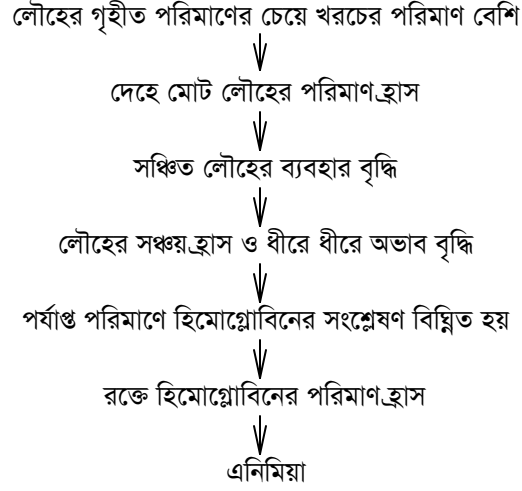 লৌহের গৃহীত পরিমাণের চেয়ে খরচের পরিমাণ বেশি
দেহে মোট লৌহের পরিমাণ হ্রাস
সঞ্চিত লৌহের ব্যবহার বৃদ্ধি
লৌহের সঞ্চয় হ্রাস ও ধীরে ধীরে অভাব বৃদ্ধি
পর্যাপ্ত পরিমাণে হিমোগ্লোবিনের সংশ্লেষণ বিঘ্নিত হয়
রক্তে হিমোগ্লোবিনের পরিমাণ হ্রাস
এনিমিয়া